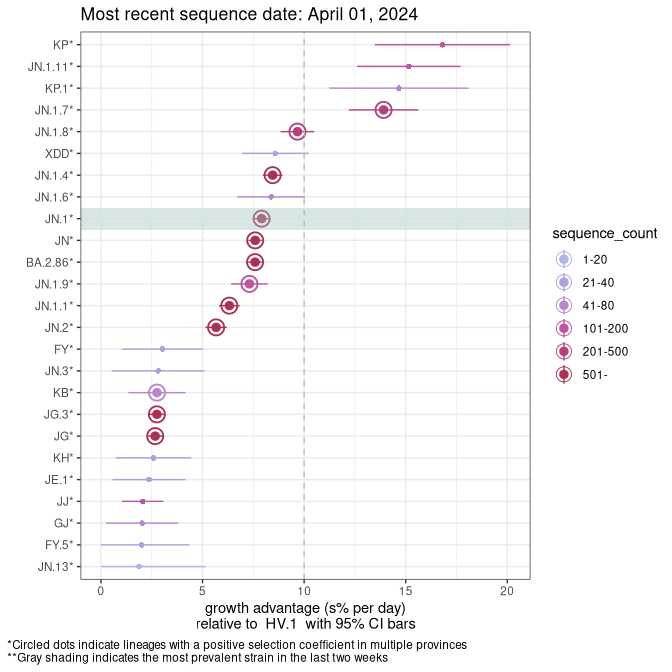 Most recent sequence date: April 01, 2024
KP*
JN.1.11*
KP.1*
JN.1.7*
JN.1.8*
XDD*
JN.1.4*
JN.1.6*
JN.1*
JN*
BA.2.86*
JN.1.9*
JN.1.1*
JN.2*
FY*
JN.3*
KB*
JG.3*
JG*
KH*
JE.1*
JJ*
GJ*
FY.5*
JN.13*
0 5 10 15 20
growth advantage (s% per day)
relative to HV.1 with 95% CI bars
sequence_count
1-20
21-40
41-80
101-200
201-500
501-
*Circled dots indicate lineages with a positive selection coefficient in multiple provinces
**Gray shading indicates the most prevalent strain in the last two weeks